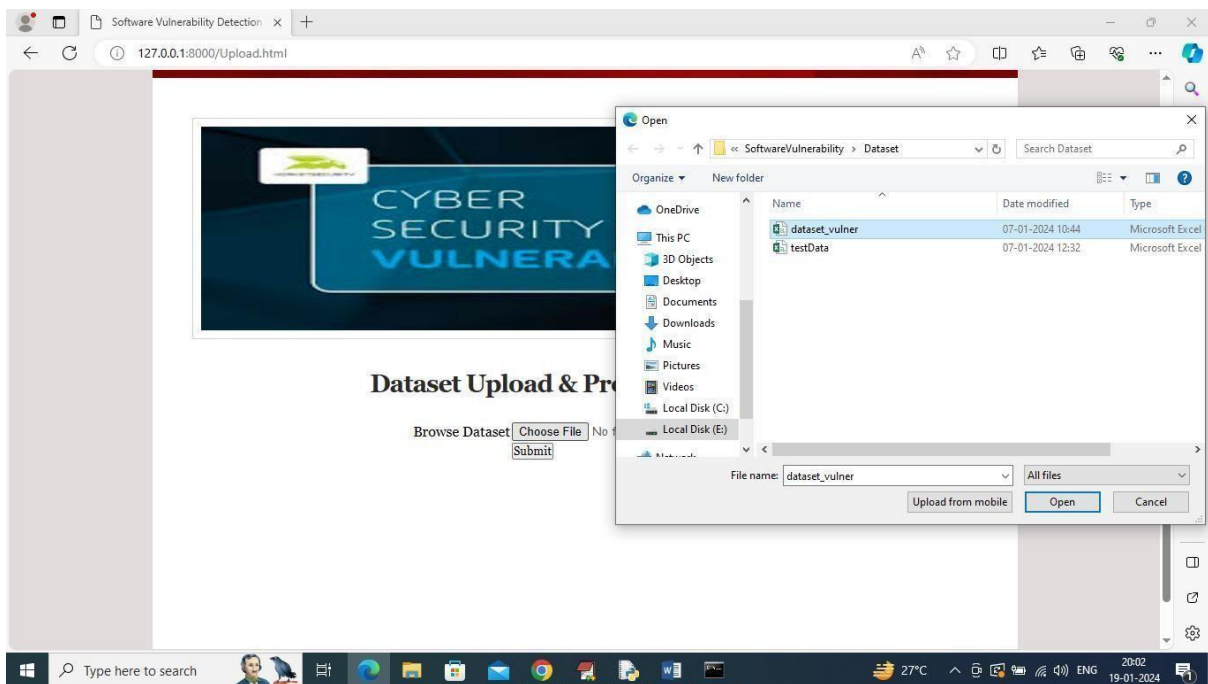 Software Vulnerability Detection
127.0.0.1:8000/Upload.html
CYBER
SECURITY
VULNERA
Dataset Upload & Pr
Browse Dataset Choose File No f
Submit
Open
« SoftwareVulnerability › Dataset
Search Dataset
Organize
New folder
Name
Date modified
Type
OneDrive
This PC
3D Objects
Desktop
Documents
Downloads
Music
Pictures
Videos
Local Disk (C:)
Local Disk (E:)
Network
dataset_vulner 07-01-2024 10:44 Microsoft Excel
testData 07-01-2024 12:32 Microsoft Excel
File name: dataset_vulner
All files
Upload from mobile Open Cancel
Type here to search
27°C
ENG
20:02
19-01-2024